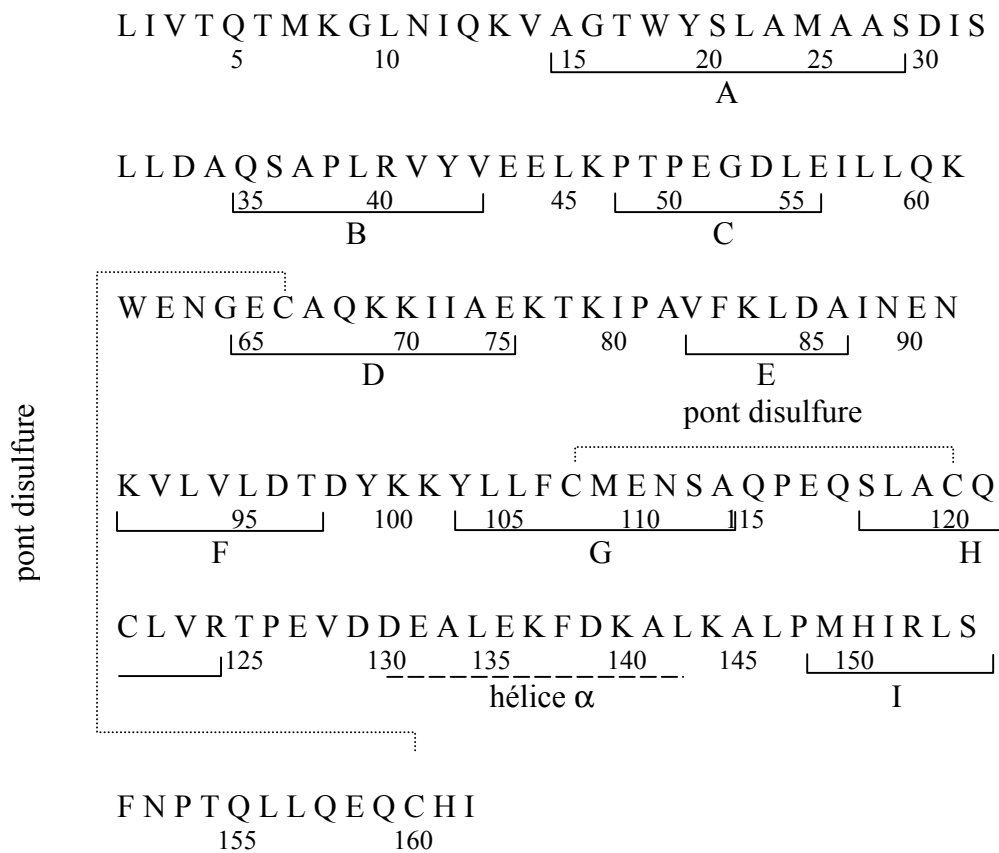 L I V T Q T M K G L N I Q K V A G T W Y S L A M A A S D I S
5 10 15 20 25 30
A
L L D A Q S A P L R V Y V E E L K P T P E G D L E I L L Q K
35 40 45 50 55 60
B C
W E N G E C A Q K K I I A E K T K I P A V F K L D A I N E N
65 70 75 80 85 90
D E
pont disulfure
pont disulfure
K V L V L D T D Y K K Y L L F C M E N S A Q P E Q S L A C Q
95 100 105 110 115 120
F G H
C L V R T P E V D D E A L E K F D K A L K A L P M H I R L S
125 130 135 140 145 150
hélice α I
F N P T Q L L Q E Q C H I
155 160